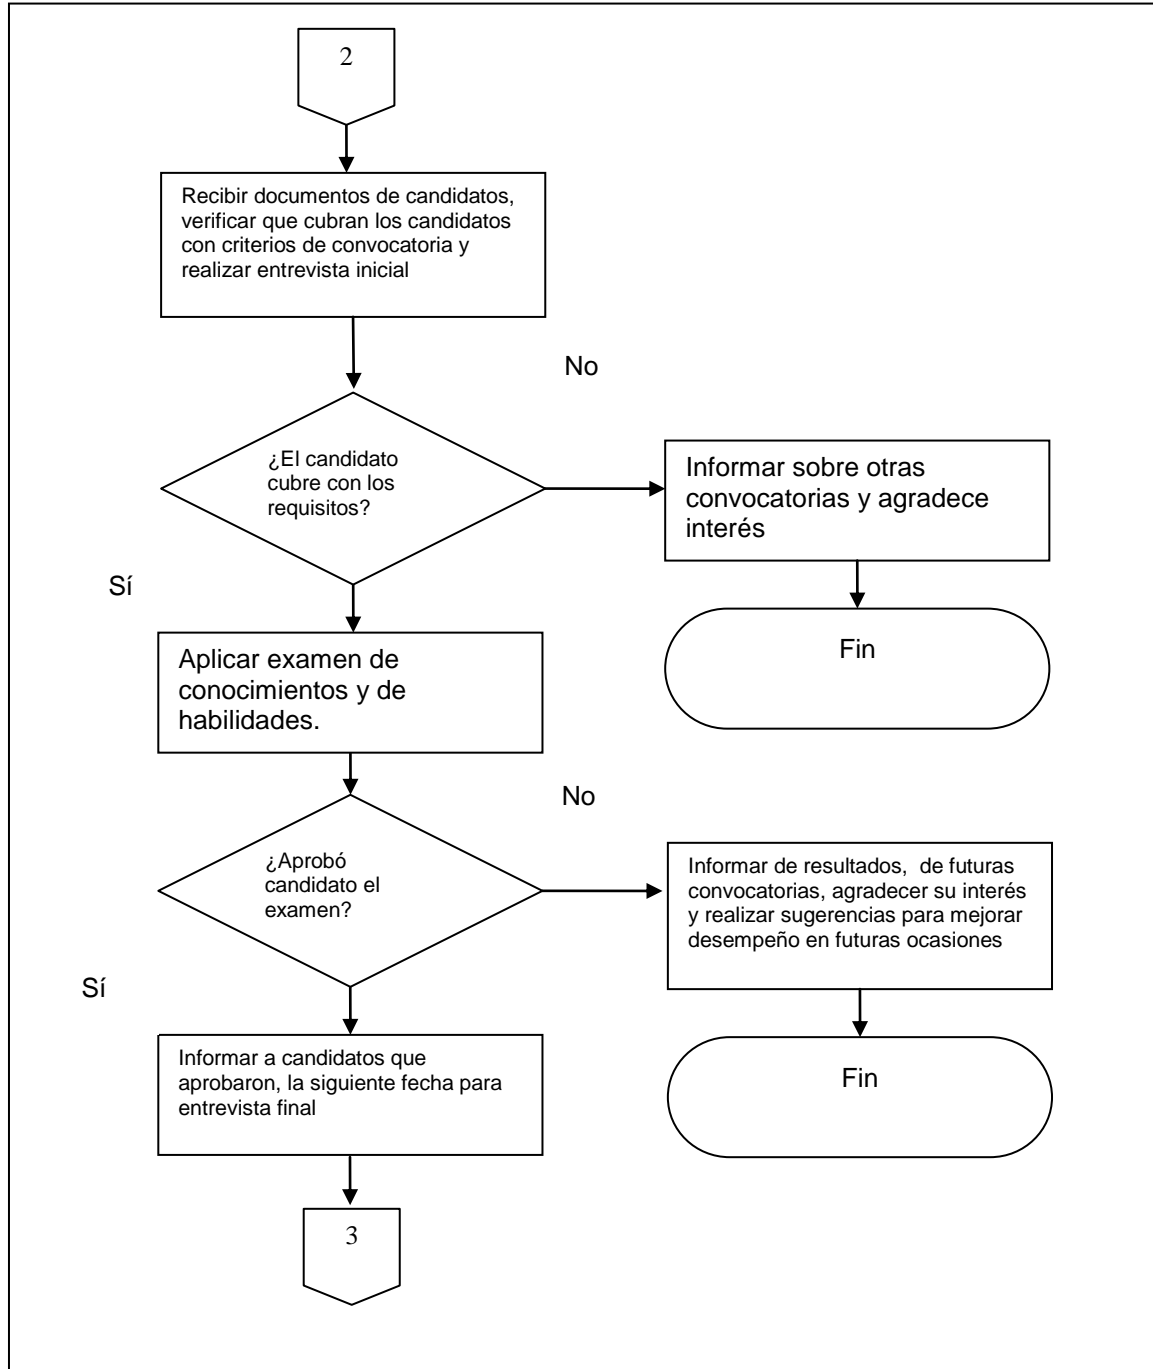 2
Recibir documentos de candidatos,
verificar que cubran los candidatos
con criterios de convocatoria y
realizar entrevista inicial
No
¿El candidato
cubre con los
requisitos?
Informar sobre otras
convocatorias y agradece
interés
Sí
Fin
Aplicar examen de
conocimientos y de
habilidades.
No
¿Aprobó
candidato el
examen?
Informar de resultados,  de futuras
convocatorias, agradecer su interés
y realizar sugerencias para mejorar
desempeño en futuras ocasiones
Sí
Informar a candidatos que
aprobaron, la siguiente fecha para
entrevista final
Fin
3